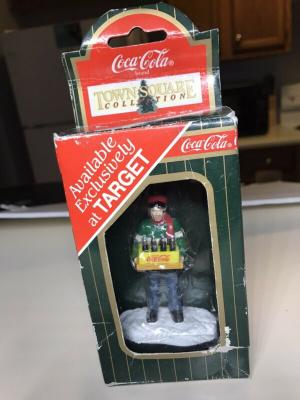 Coca-Cola®
brand
TOWN SQUARE
COLLECTION
Available
Exclusively
at TARGET
Coca-Cola®